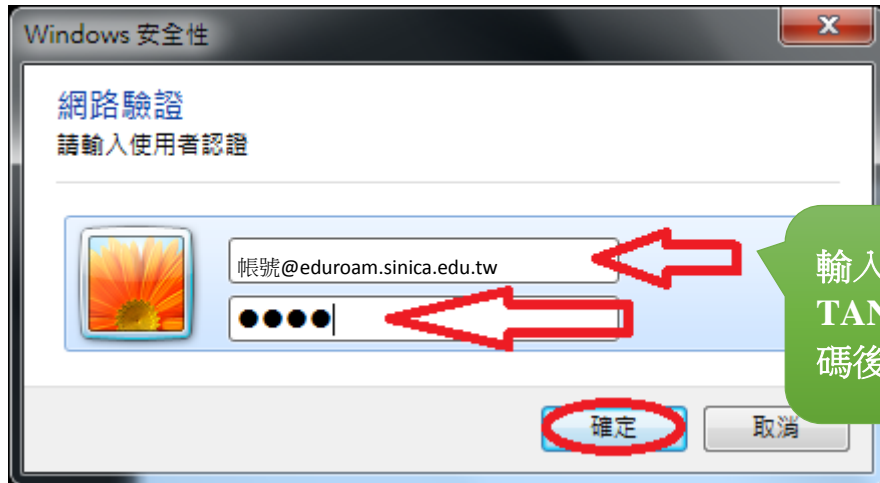 Windows 安全性
網路驗證
請輸入使用者認證
帳號@eduroam.sinica.edu.tw
輸入
TAN
碼後
確定
取消